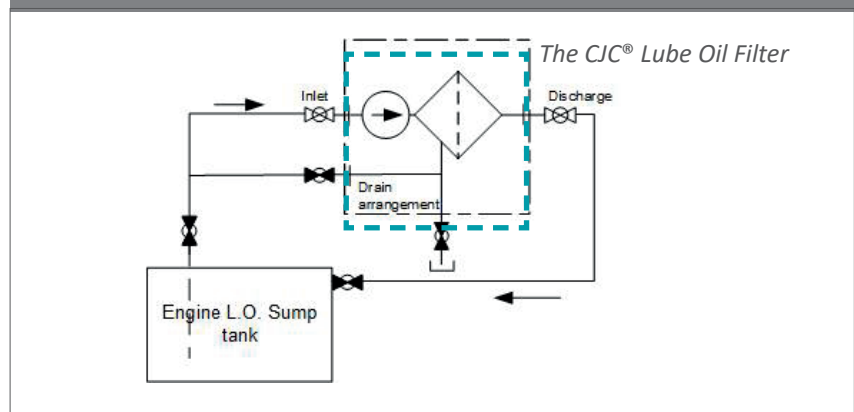 The CJC® Lube Oil Filter
Inlet
Discharge
Drain
arrangement
Engine L.O. Sump
tank